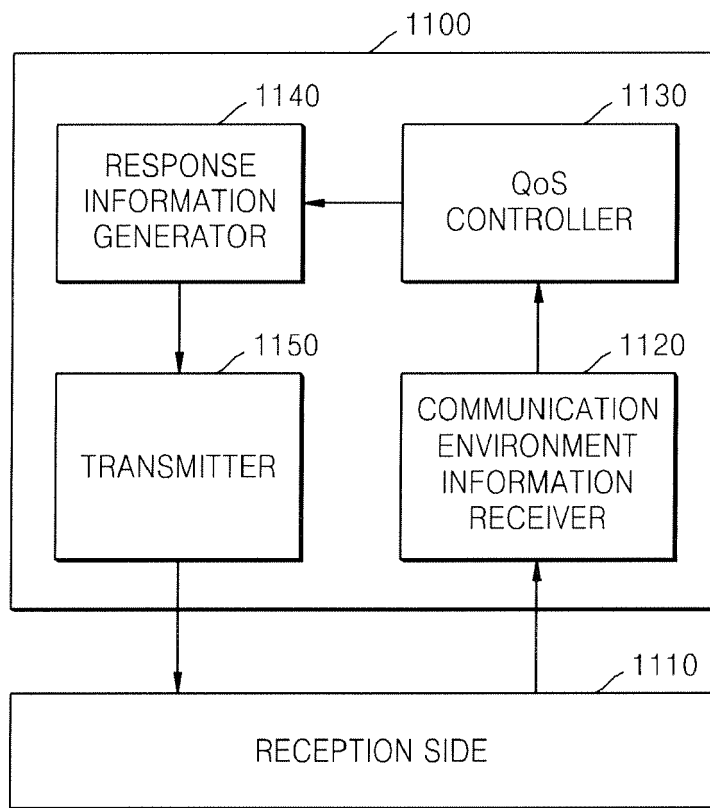 1100
1140
RESPONSE
INFORMATION
GENERATOR
1130
QoS
CONTROLLER
1150
TRANSMITTER
1120
COMMUNICATION
ENVIRONMENT
INFORMATION
RECEIVER
1110
RECEPTION SIDE